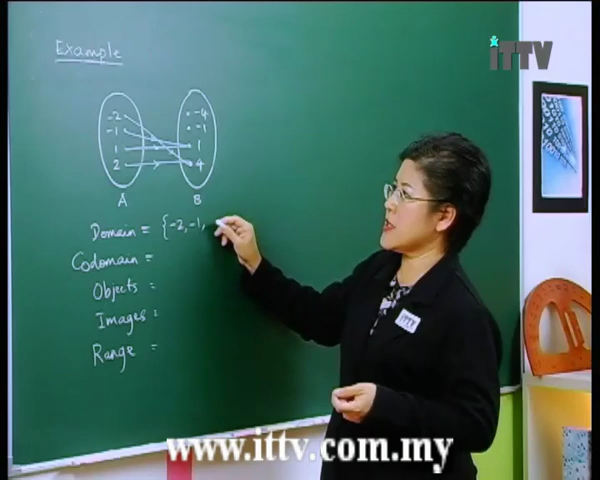 iTTV
Example
-2 -4
-1 -1
1 1
2 4
A B
Domain = {-2, -1,
Codomain =
Objects =
Images =
Range =
iTTV
www.ittv.com.my